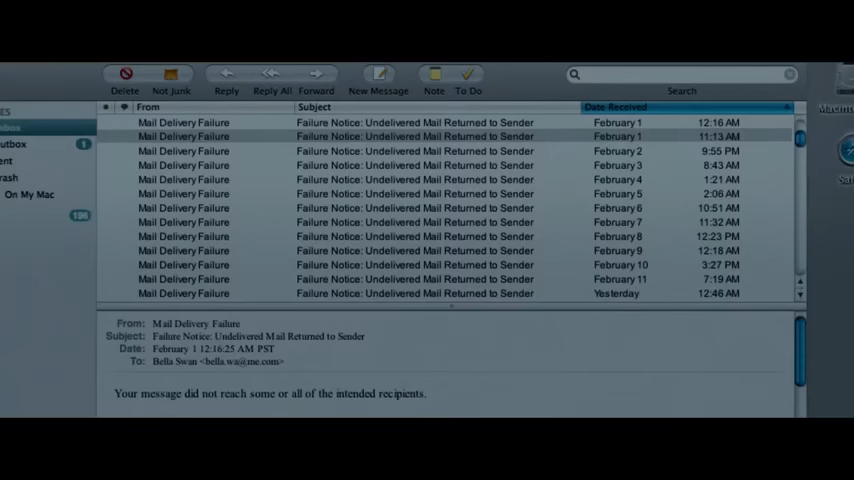 Delete Not Junk Reply Reply All Forward New Message Note To Do Search
From Subject Date Received
Mail Delivery Failure Failure Notice: Undelivered Mail Returned to Sender February 1 12:16 AM
Mail Delivery Failure Failure Notice: Undelivered Mail Returned to Sender February 1 11:13 AM
Mail Delivery Failure Failure Notice: Undelivered Mail Returned to Sender February 2 9:55 PM
Mail Delivery Failure Failure Notice: Undelivered Mail Returned to Sender February 3 8:43 AM
Mail Delivery Failure Failure Notice: Undelivered Mail Returned to Sender February 4 1:21 AM
Mail Delivery Failure Failure Notice: Undelivered Mail Returned to Sender February 5 2:06 AM
Mail Delivery Failure Failure Notice: Undelivered Mail Returned to Sender February 6 10:51 AM
Mail Delivery Failure Failure Notice: Undelivered Mail Returned to Sender February 7 11:32 AM
Mail Delivery Failure Failure Notice: Undelivered Mail Returned to Sender February 8 12:23 PM
Mail Delivery Failure Failure Notice: Undelivered Mail Returned to Sender February 9 12:18 AM
Mail Delivery Failure Failure Notice: Undelivered Mail Returned to Sender February 10 3:27 PM
Mail Delivery Failure Failure Notice: Undelivered Mail Returned to Sender February 11 7:19 AM
Mail Delivery Failure Failure Notice: Undelivered Mail Returned to Sender Yesterday 12:46 AM
ES
nbox
utbox 1
ent
rash
On My Mac
196
From: Mail Delivery Failure
Subject: Failure Notice: Undelivered Mail Returned to Sender
Date: February 1 12:16:25 AM PST
To: Bella Swan <bella.wa@me.com>
Your message did not reach some or all of the intended recipients.